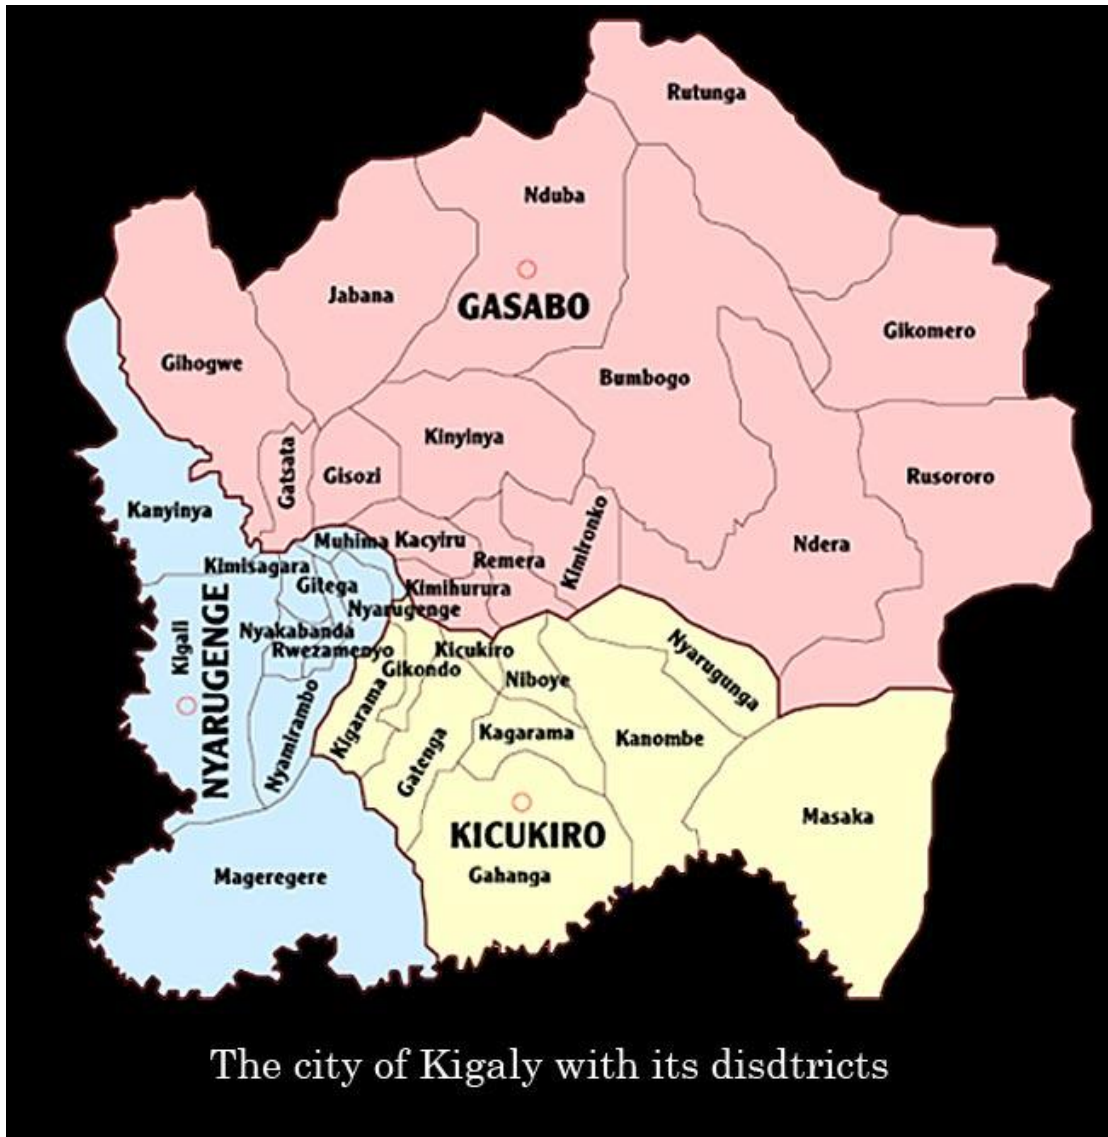 Rutunga
Nduba
Jabana
GASABO
Gikomero
Gihogwe
Bumbogo
Kinyinya
Gatsata
Gisozi
Rusororo
Kanyinya
Muhima
Kacyiru
Kimironko
Ndera
Remera
Kimisagara
Gitega
Kimihurura
Nyarugenge
Nyakabanda
Kigali
NYARUGENGE
Rwezamenyo
Kicukiro
Gikondo
Niboye
Nyarugunga
Kigarama
Nyamirambo
Kagarama
Kanombe
Gatenga
Masaka
KICUKIRO
Mageregere
Gahanga
The city of Kigaly with its disdtricts